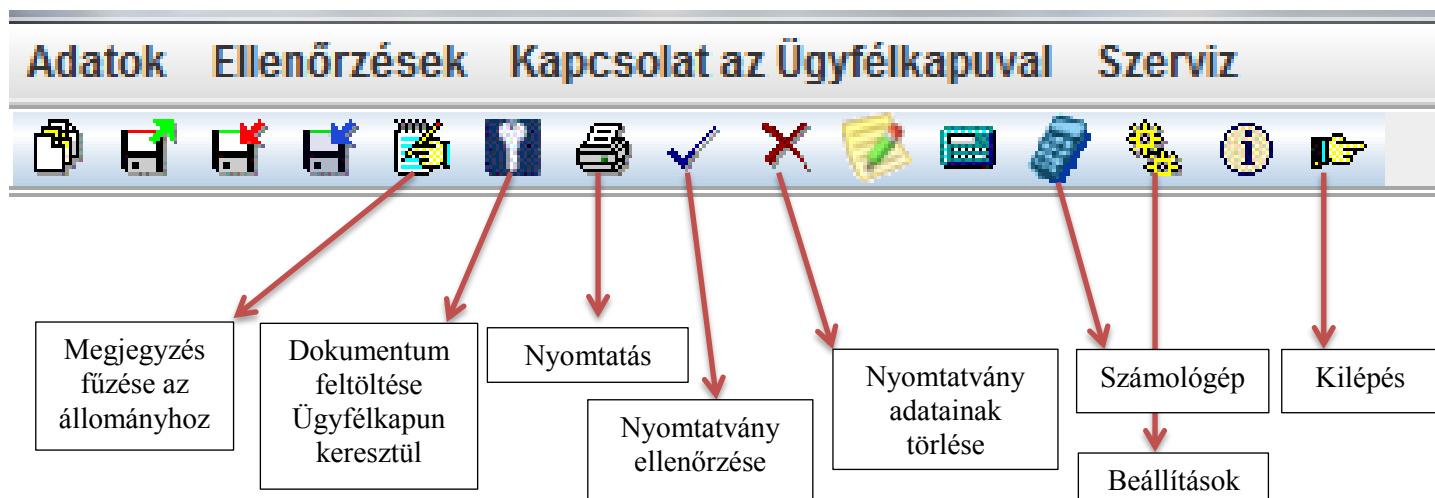 Adatok Ellenőrzések Kapcsolat az Ügyfélkapuval Szerviz
Megjegyzés
fűzése az
állományhoz
Dokumentum
feltöltése
Ügyfélkapun
keresztül
Nyomtatás
Nyomtatvány
ellenőrzése
Nyomtatvány
adatainak
törlése
Számológép
Beállítások
Kilépés